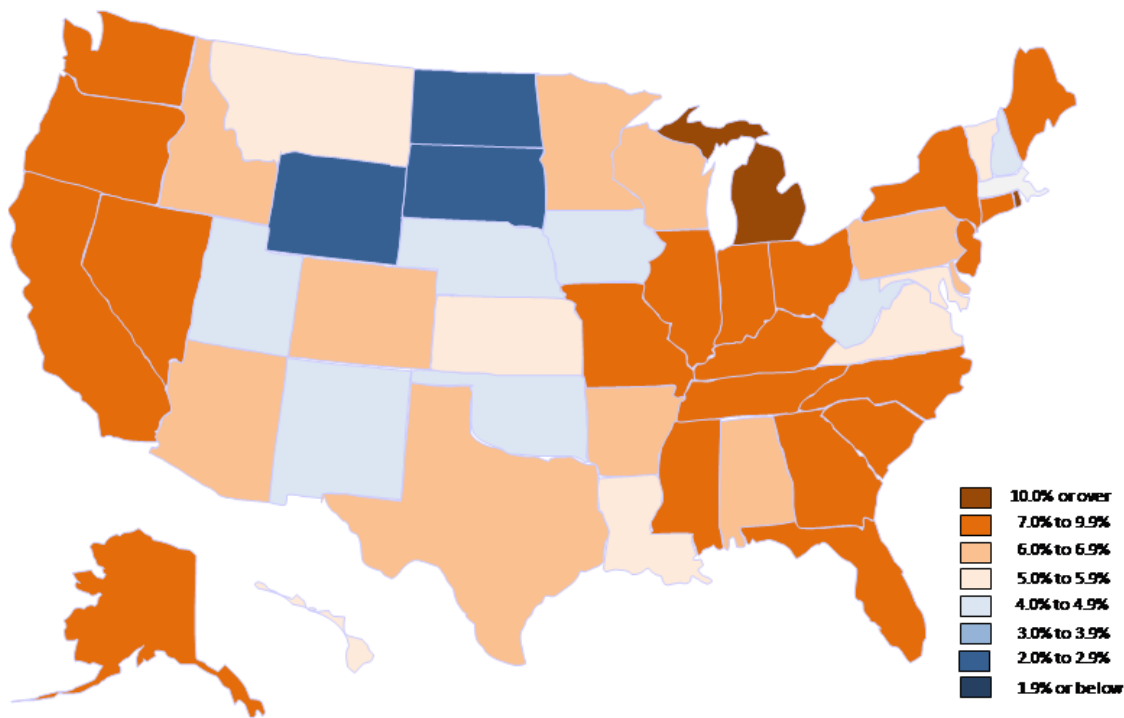 10.0% or over
7.0% to 9.9%
6.0% to 6.9%
5.0% to 5.9%
4.0% to 4.9%
3.0% to 3.9%
2.0% to 2.9%
1.9% or below